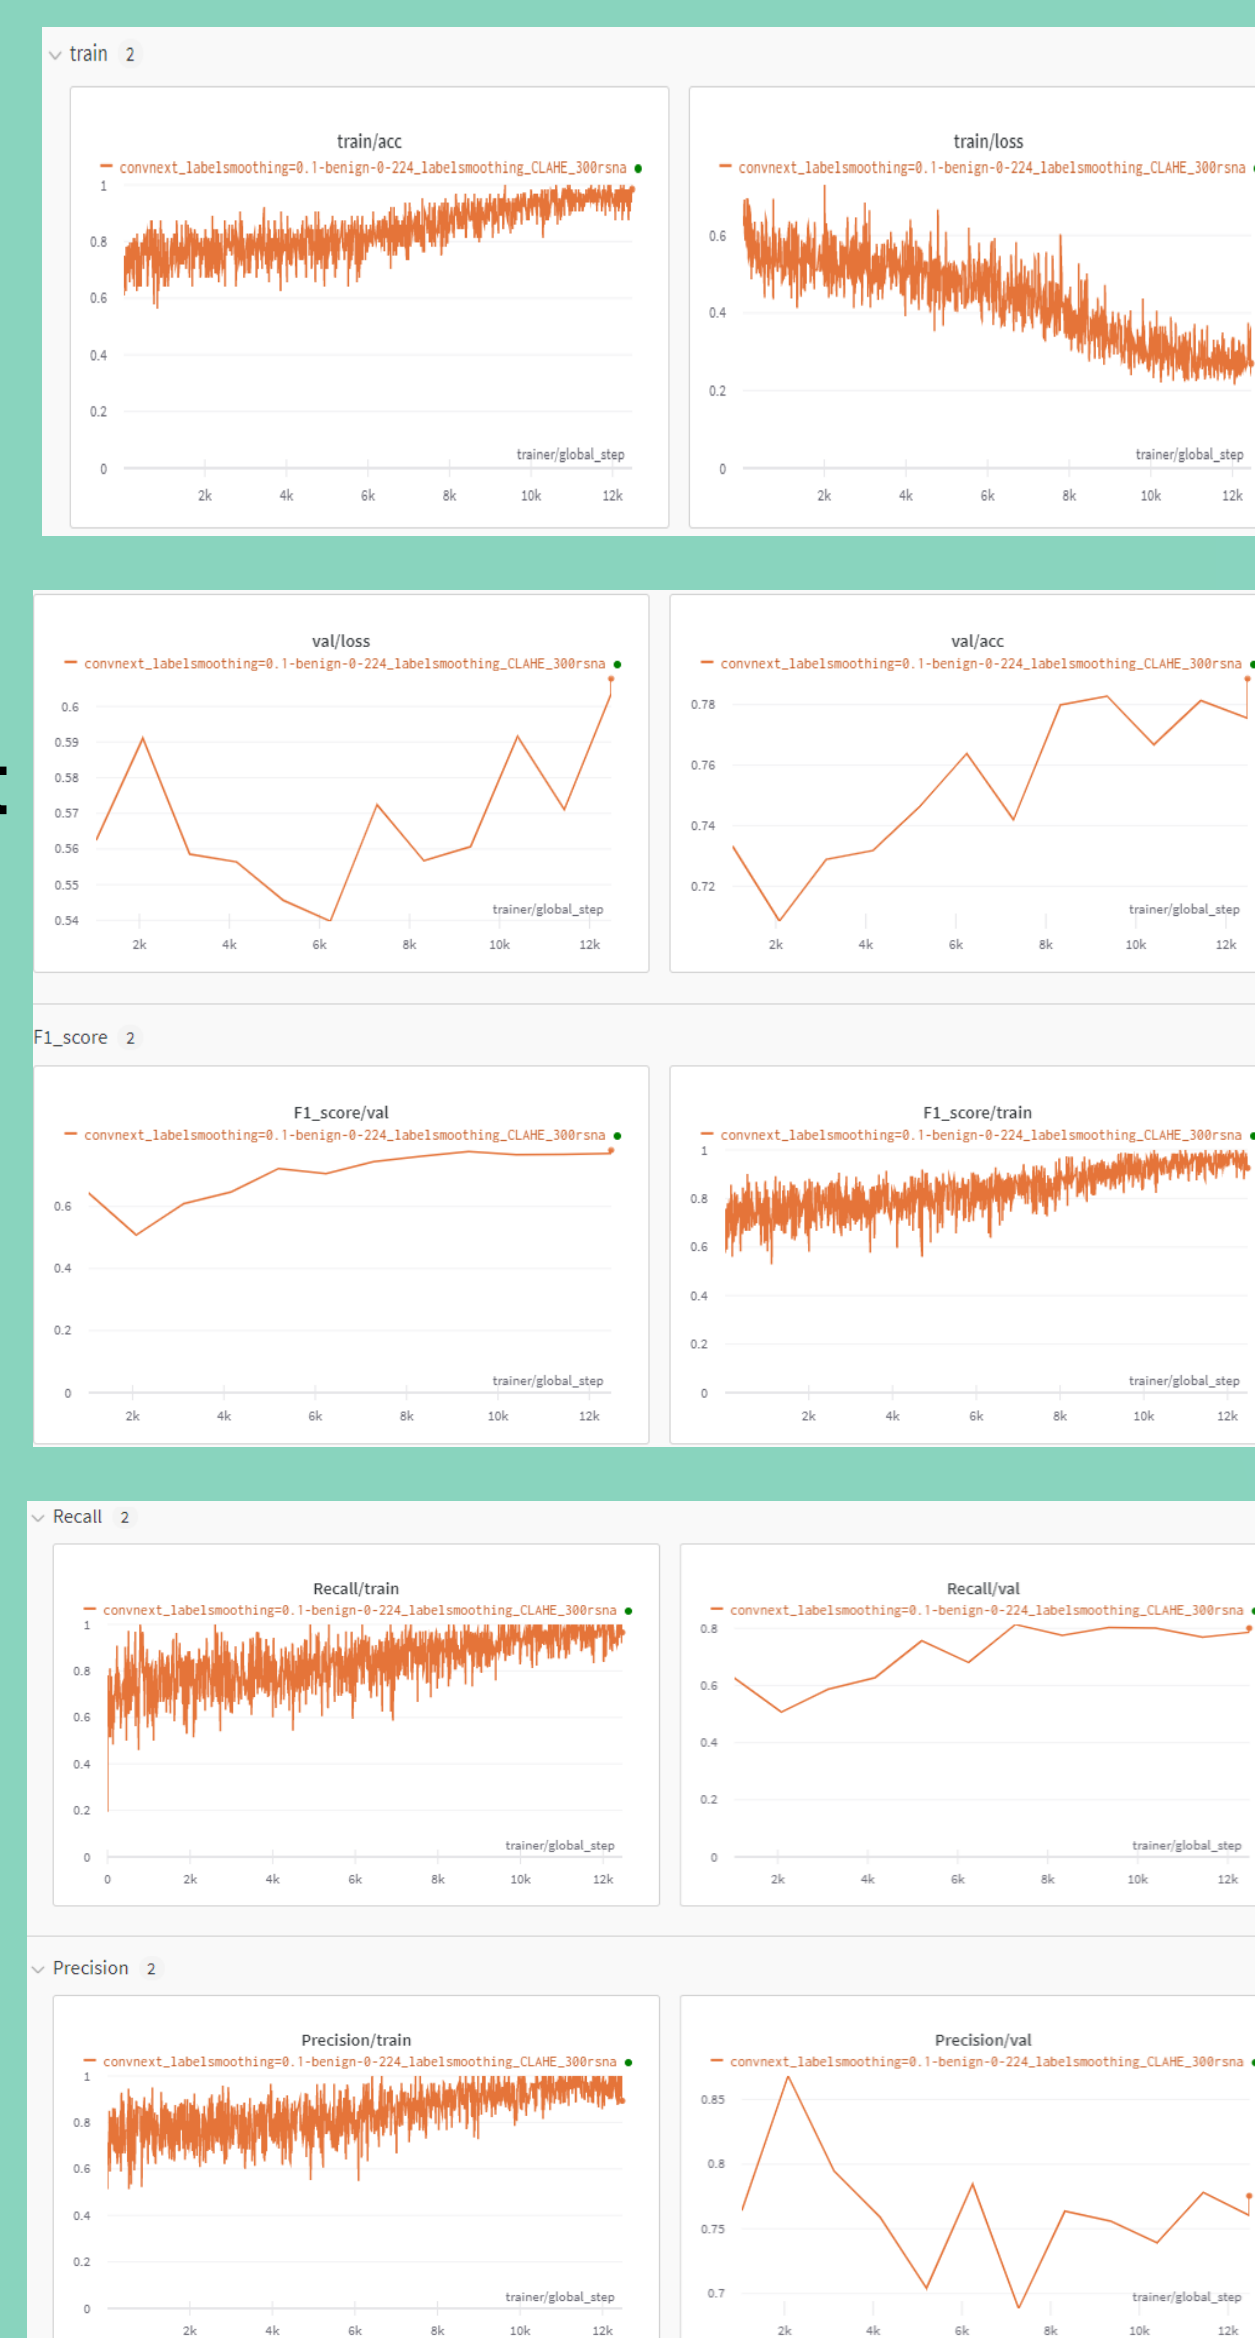 train 2
train/acc
convnext_labelsmoothing=0.1-benign-0-224_labelsmoothing_CLAHE_300rsna
1
0.8
0.6
0.4
0.2
0
trainer/global_step
2k 4k 6k 8k 10k 12k
train/loss
convnext_labelsmoothing=0.1-benign-0-224_labelsmoothing_CLAHE_300rsna
0.6
0.4
0.2
0
trainer/global_step
2k 4k 6k 8k 10k 12k
val/loss
convnext_labelsmoothing=0.1-benign-0-224_labelsmoothing_CLAHE_300rsna
0.6
0.59
0.58
0.57
0.56
0.55
0.54
trainer/global_step
2k 4k 6k 8k 10k 12k
val/acc
convnext_labelsmoothing=0.1-benign-0-224_labelsmoothing_CLAHE_300rsna
0.78
0.76
0.74
0.72
trainer/global_step
2k 4k 6k 8k 10k 12k
F1_score 2
F1_score/val
convnext_labelsmoothing=0.1-benign-0-224_labelsmoothing_CLAHE_300rsna
0.6
0.4
0.2
0
trainer/global_step
2k 4k 6k 8k 10k 12k
F1_score/train
convnext_labelsmoothing=0.1-benign-0-224_labelsmoothing_CLAHE_300rsna
1
0.8
0.6
0.4
0.2
0
trainer/global_step
2k 4k 6k 8k 10k 12k
Recall 2
Recall/train
convnext_labelsmoothing=0.1-benign-0-224_labelsmoothing_CLAHE_300rsna
1
0.8
0.6
0.4
0.2
0
trainer/global_step
0 2k 4k 6k 8k 10k 12k
Recall/val
convnext_labelsmoothing=0.1-benign-0-224_labelsmoothing_CLAHE_300rsna
0.8
0.6
0.4
0.2
0
trainer/global_step
2k 4k 6k 8k 10k 12k
Precision 2
Precision/train
convnext_labelsmoothing=0.1-benign-0-224_labelsmoothing_CLAHE_300rsna
1
0.8
0.6
0.4
0.2
0
trainer/global_step
2k 4k 6k 8k 10k 12k
Precision/val
convnext_labelsmoothing=0.1-benign-0-224_labelsmoothing_CLAHE_300rsna
0.85
0.8
0.75
0.7
trainer/global_step
2k 4k 6k 8k 10k 12k